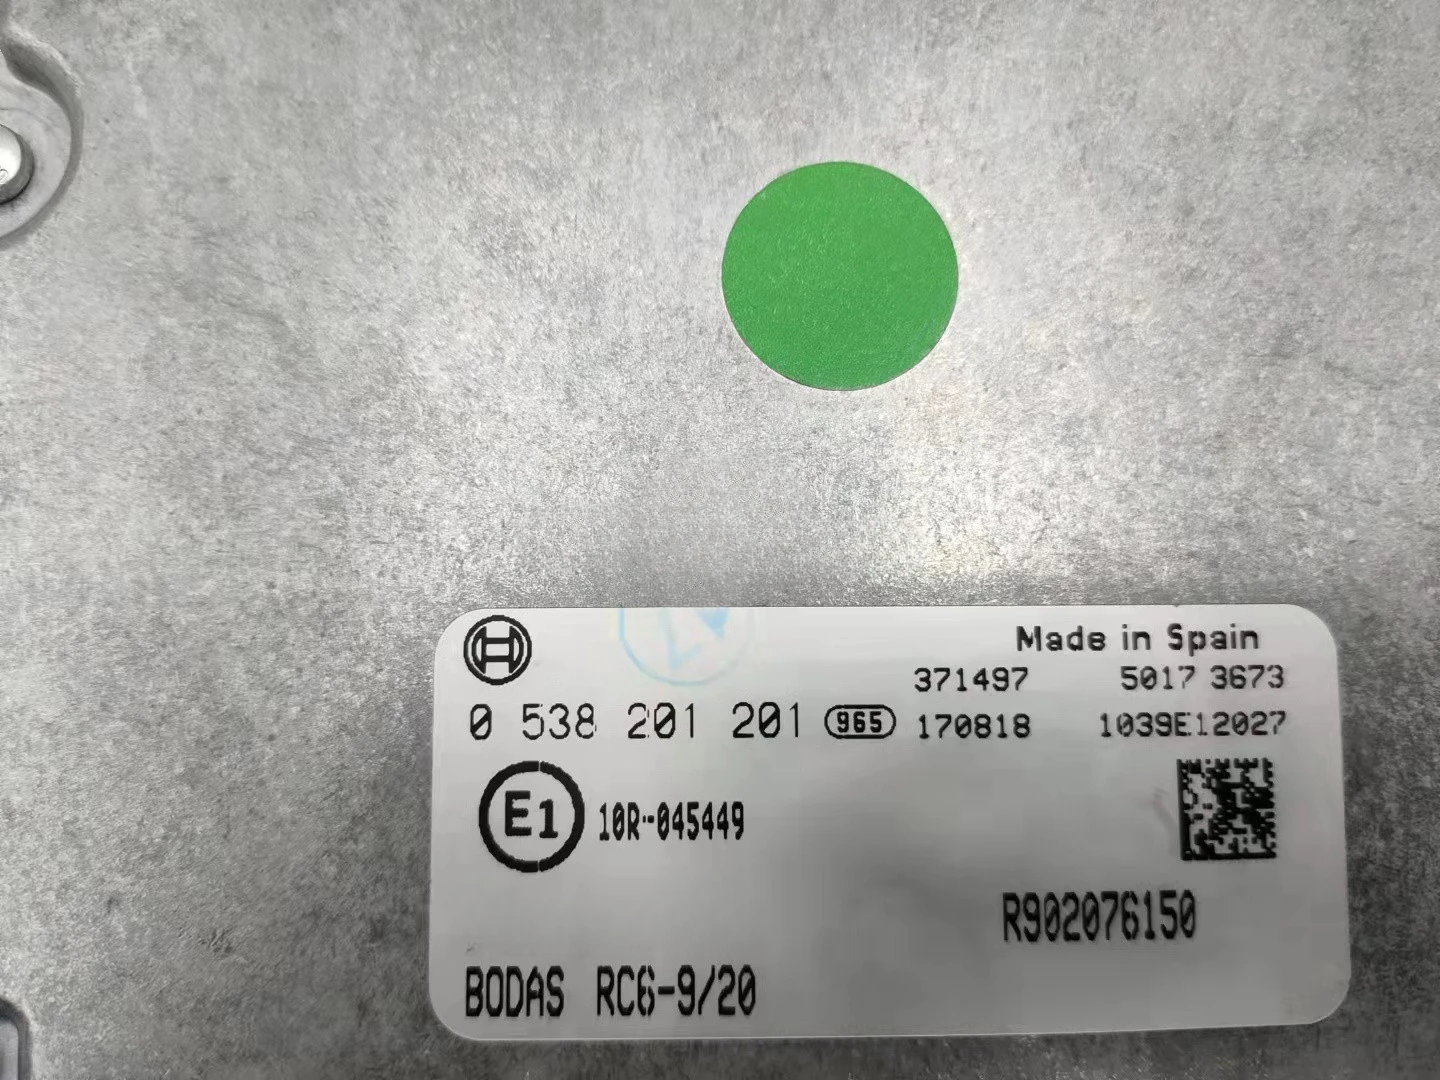 Made in Spain
371497 5017 3673
0 538 201 201 965 170818 1039E12027
E1 10R-045449
R902076150
BODAS RC6-9/20